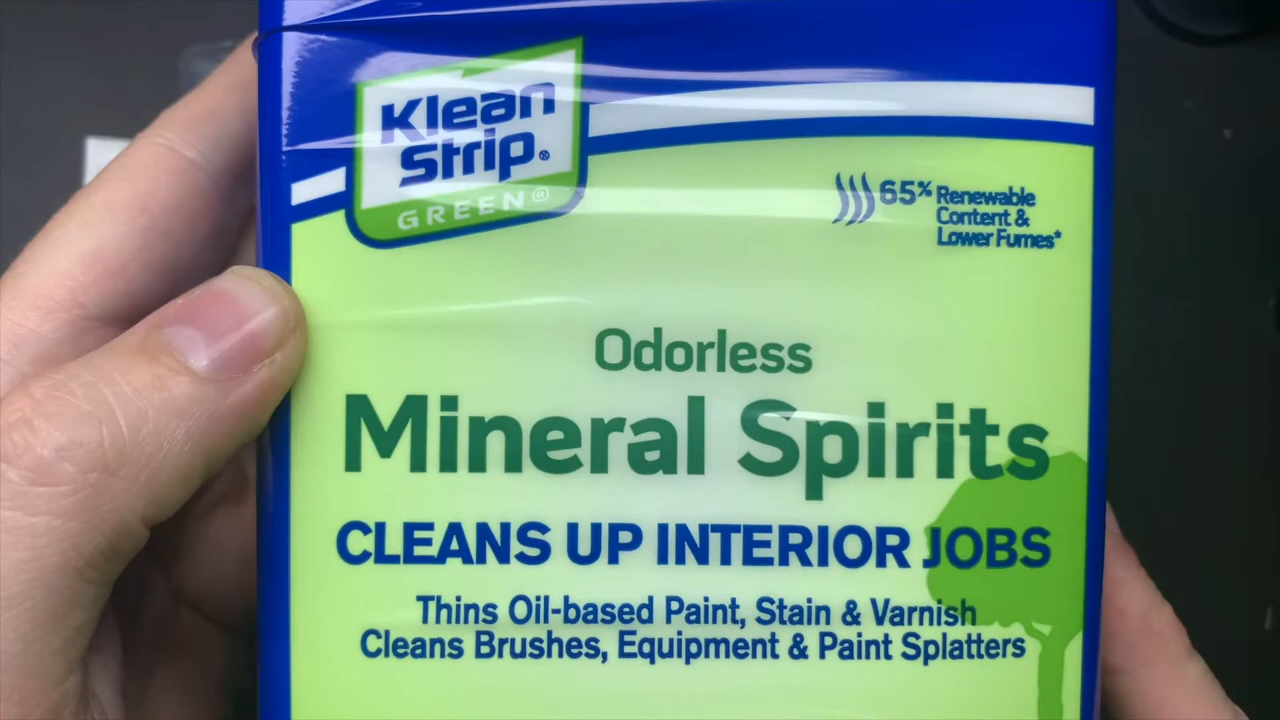 Klean
Strip®
GREEN®
65% Renewable
Content &
Lower Fumes*
Odorless
Mineral Spirits
CLEANS UP INTERIOR JOBS
Thins Oil-based Paint, Stain & Varnish
Cleans Brushes, Equipment & Paint Splatters